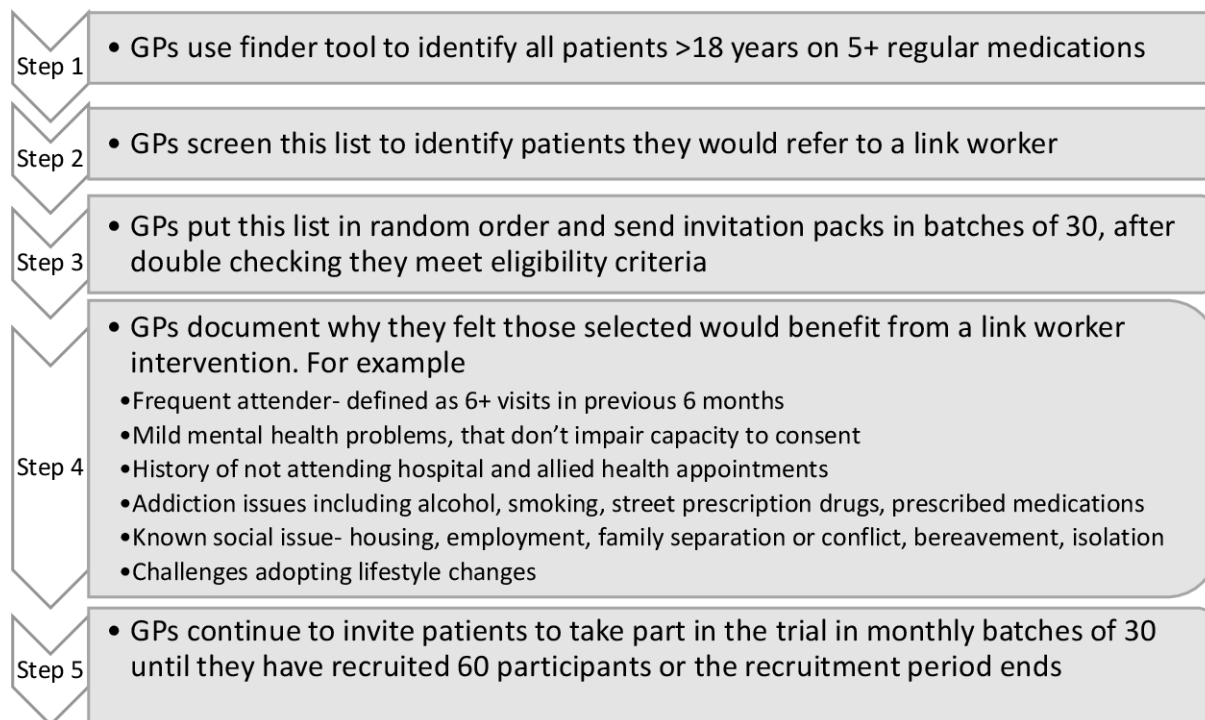 Step 1
• GPs use finder tool to identify all patients >18 years on 5+ regular medications
Step 2
• GPs screen this list to identify patients they would refer to a link worker
Step 3
• GPs put this list in random order and send invitation packs in batches of 30, after
double checking they meet eligibility criteria
Step 4
• GPs document why they felt those selected would benefit from a link worker
intervention. For example
•Frequent attender- defined as 6+ visits in previous 6 months
•Mild mental health problems, that don’t impair capacity to consent
•History of not attending hospital and allied health appointments
•Addiction issues including alcohol, smoking, street prescription drugs, prescribed medications
•Known social issue- housing, employment, family separation or conflict, bereavement, isolation
•Challenges adopting lifestyle changes
Step 5
• GPs continue to invite patients to take part in the trial in monthly batches of 30
until they have recruited 60 participants or the recruitment period ends